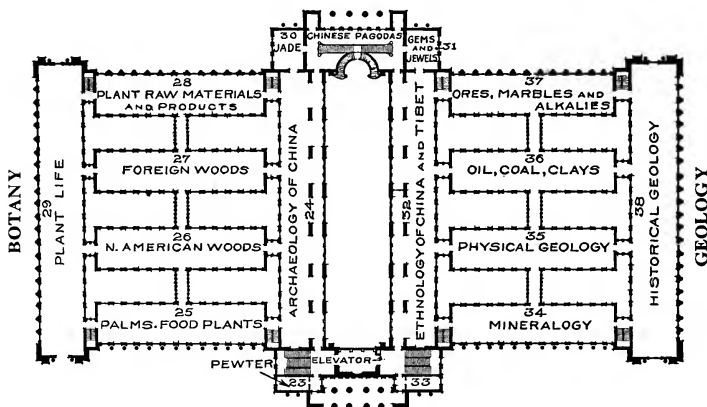 BOTANY
29
PLANT LIFE
28
PLANT RAW MATERIALS
AND PRODUCTS
27
FOREIGN WOODS
26
N. AMERICAN WOODS
25
PALMS. FOOD PLANTS
30
JADE
CHINESE PAGODAS
GEMS
AND
JEWELS
31
ARCHAEOLOGY OF CHINA
24
32
ETHNOLOGY OF CHINA AND TIBET
PEWTER
23
ELEVATOR
33
37
ORES, MARBLES AND
ALKALIES
36
OIL, COAL, CLAYS
35
PHYSICAL GEOLOGY
34
MINERALOGY
38
HISTORICAL GEOLOGY
GEOLOGY